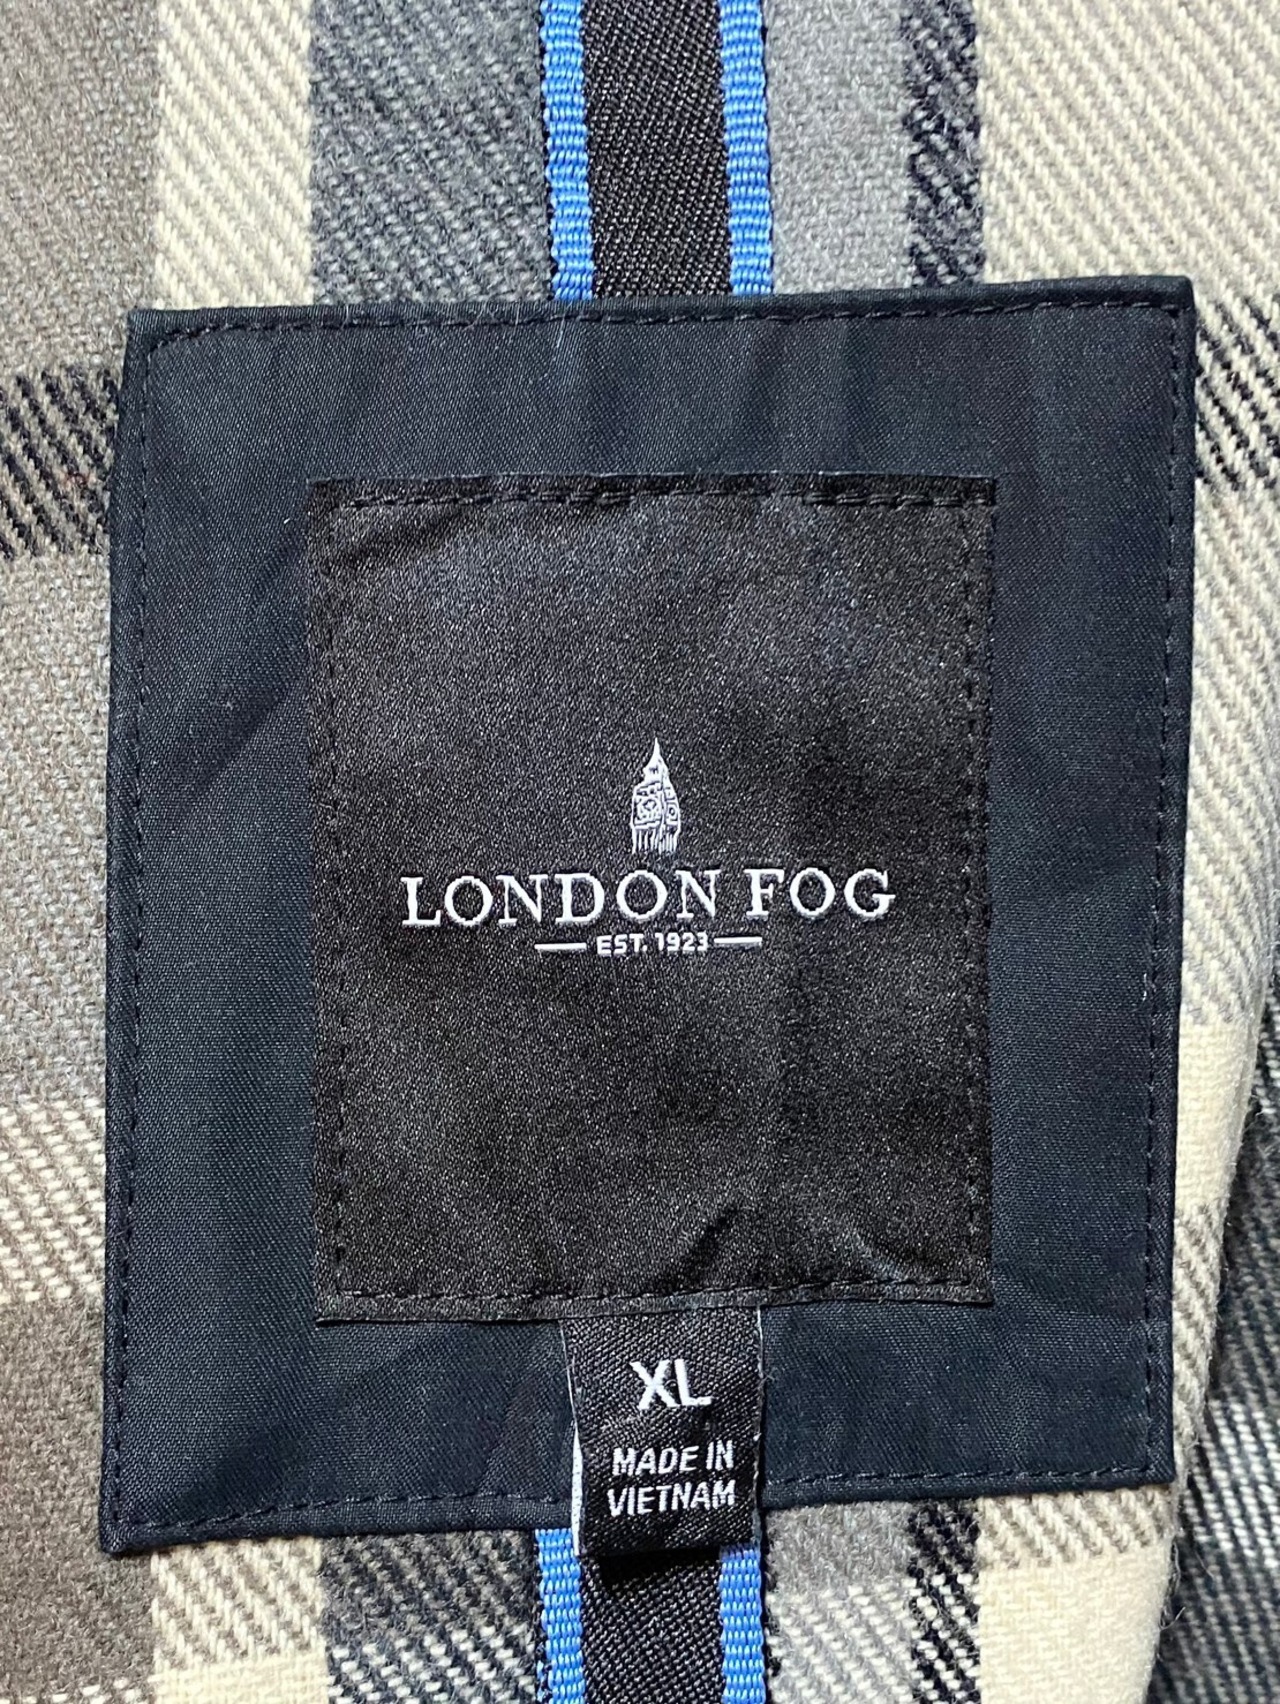 LONDON FOG
EST. 1923
XL
MADE IN
VIETNAM